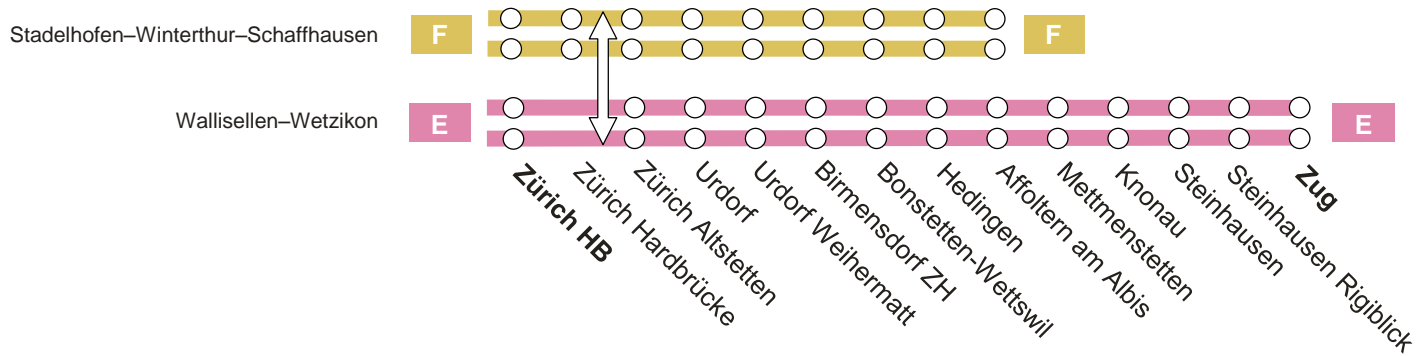 Stadelhofen–Winterthur–Schaffhausen
F
F
Wallisellen–Wetzikon
E
E
Zürich HB
Zürich Hardbrücke
Zürich Altstetten
Urdorf
Urdorf Weihermatt
Birmensdorf ZH
Bonstetten-Wettswil
Hedingen
Affoltern am Albis
Mettmenstetten
Knonau
Steinhausen
Steinhausen Rigiblick
Zug